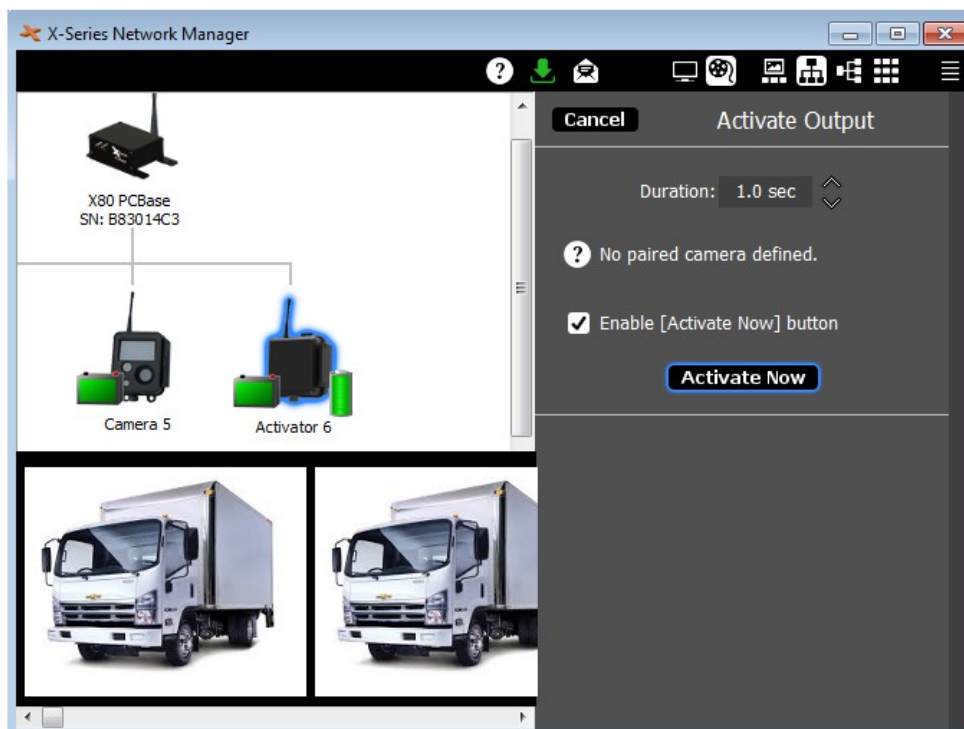 X-Series Network Manager
Cancel
Activate Output
X80 PCBase
SN: B83014C3
Duration: 1.0 sec
? No paired camera defined.
Enable [Activate Now] button
Activate Now
Camera 5
Activator 6